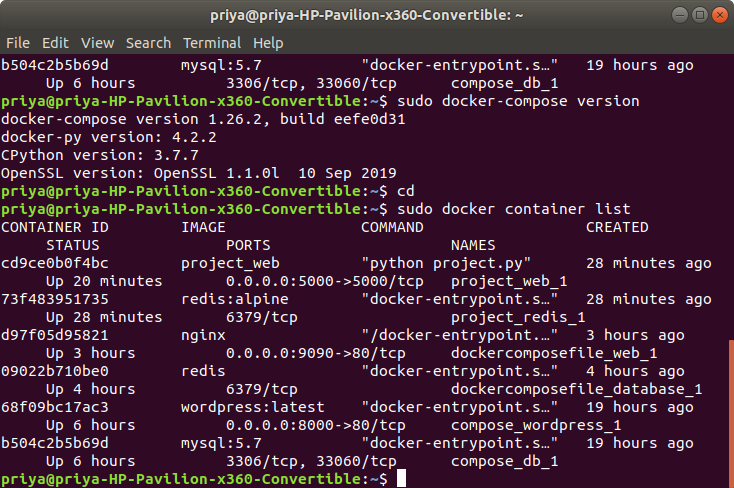 priya@priya-HP-Pavilion-x360-Convertible: ~
File Edit View Search Terminal Help
b504c2b5b69d        mysql:5.7           "docker-entrypoint.s…"   19 hours ago
     Up 6 hours          3306/tcp, 33060/tcp      compose_db_1
priya@priya-HP-Pavilion-x360-Convertible:~$ sudo docker-compose version
docker-compose version 1.26.2, build eefe0d31
docker-py version: 4.2.2
CPython version: 3.7.7
OpenSSL version: OpenSSL 1.1.0l  10 Sep 2019
priya@priya-HP-Pavilion-x360-Convertible:~$ cd
priya@priya-HP-Pavilion-x360-Convertible:~$ sudo docker container list
CONTAINER ID        IMAGE               COMMAND                  CREATED
     STATUS              PORTS                    NAMES
cd9ce0b0f4bc        project_web         "python project.py"      28 minutes ago
     Up 20 minutes       0.0.0.0:5000->5000/tcp   project_web_1
73f483951735        redis:alpine        "docker-entrypoint.s…"   28 minutes ago
     Up 28 minutes       6379/tcp                 project_redis_1
d97f05d95821        nginx               "/docker-entrypoint.…"   3 hours ago
     Up 3 hours          0.0.0.0:9090->80/tcp     dockercomposefile_web_1
09022b710be0        redis               "docker-entrypoint.s…"   4 hours ago
     Up 4 hours          6379/tcp                 dockercomposefile_database_1
68f09bc17ac3        wordpress:latest    "docker-entrypoint.s…"   19 hours ago
     Up 6 hours          0.0.0.0:8000->80/tcp     compose_wordpress_1
b504c2b5b69d        mysql:5.7           "docker-entrypoint.s…"   19 hours ago
     Up 6 hours          3306/tcp, 33060/tcp      compose_db_1
priya@priya-HP-Pavilion-x360-Convertible:~$